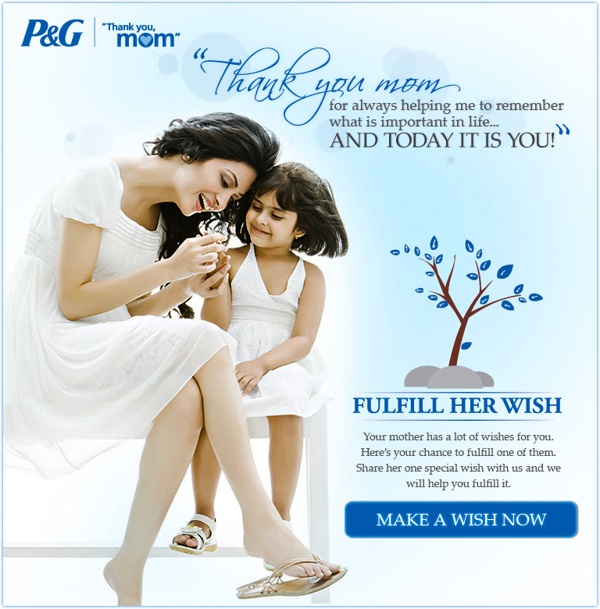 P&G
"Thank you,
mom"
"Thank you mom
for always helping me to remember
what is important in life...
AND TODAY IT IS YOU!"
FULFILL HER WISH
Your mother has a lot of wishes for you.
Here's your chance to fulfill one of them.
Share her one special wish with us and we
will help you fulfill it.
MAKE A WISH NOW